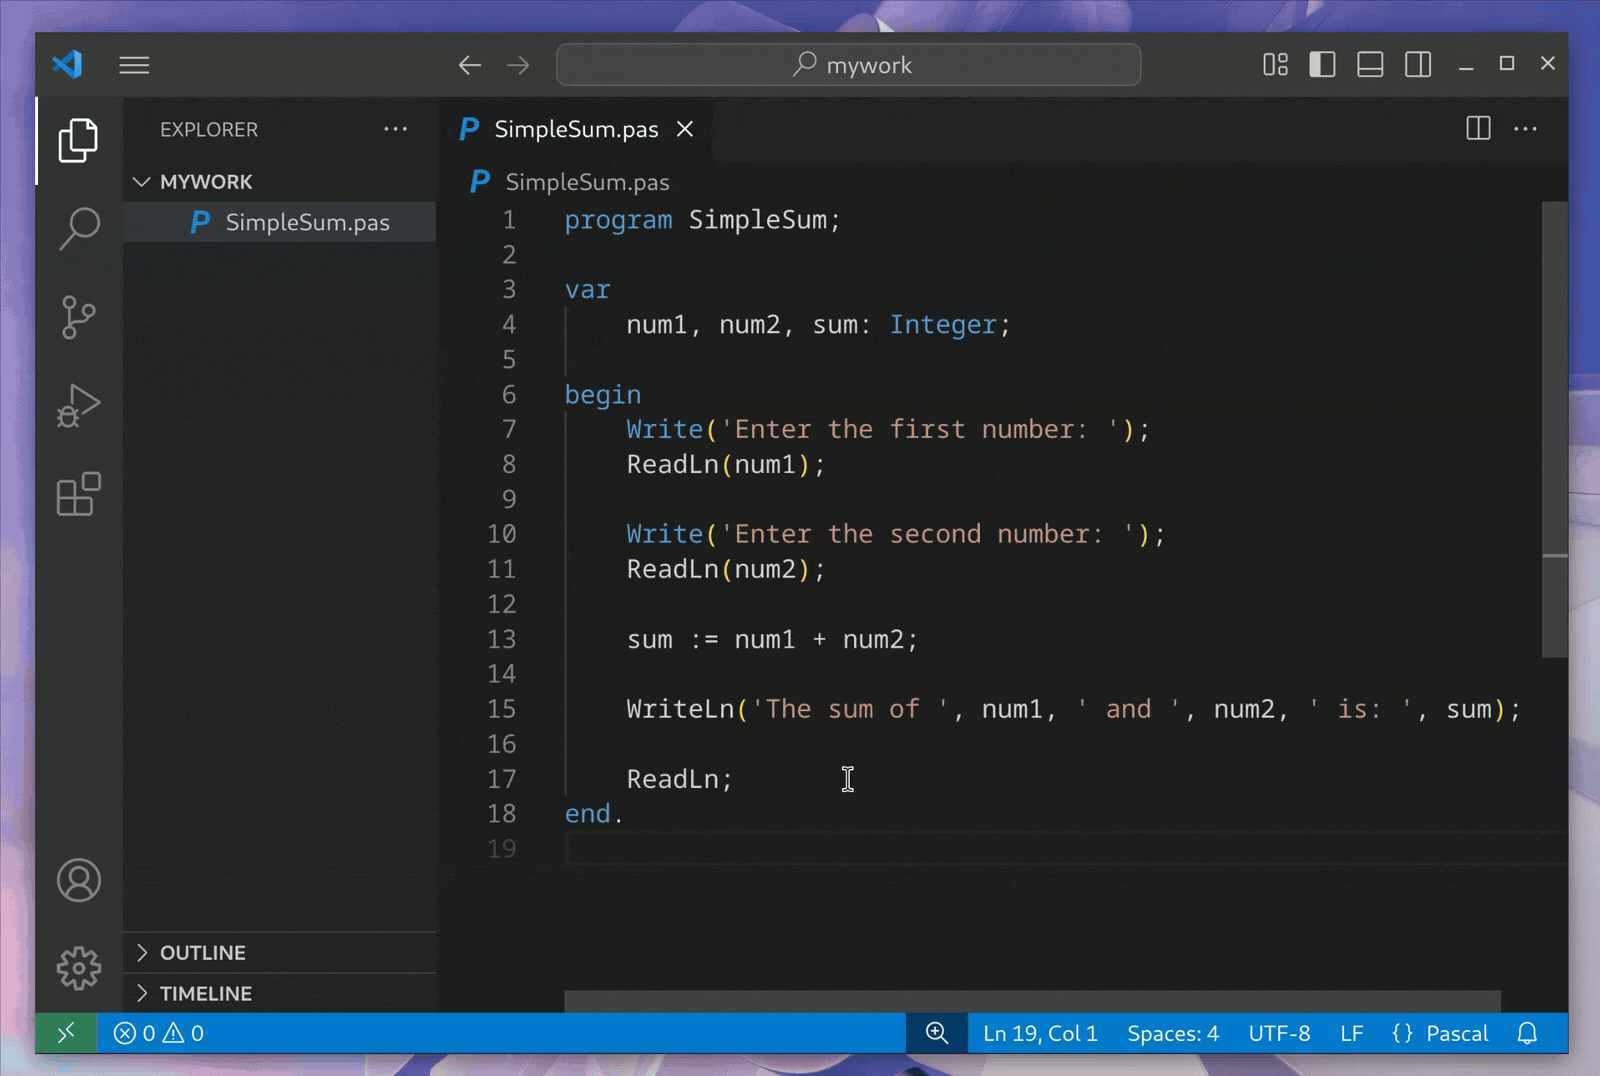 mywork
EXPLORER
MYWORK
SimpleSum.pas
SimpleSum.pas
SimpleSum.pas
1 program SimpleSum;
2
3 var
4     num1, num2, sum: Integer;
5
6 begin
7     Write('Enter the first number: ');
8     ReadLn(num1);
9
10     Write('Enter the second number: ');
11     ReadLn(num2);
12
13     sum := num1 + num2;
14
15     WriteLn('The sum of ', num1, ' and ', num2, ' is: ', sum);
16
17     ReadLn;
18 end.
19
OUTLINE
TIMELINE
0 0 Ln 19, Col 1 Spaces: 4 UTF-8 LF {} Pascal